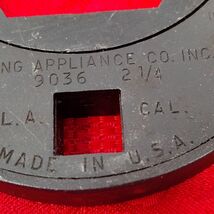 NG APPLIANCE CO. INC
9036 2 1/4
L.A. CAL.
MADE IN U.S.A.